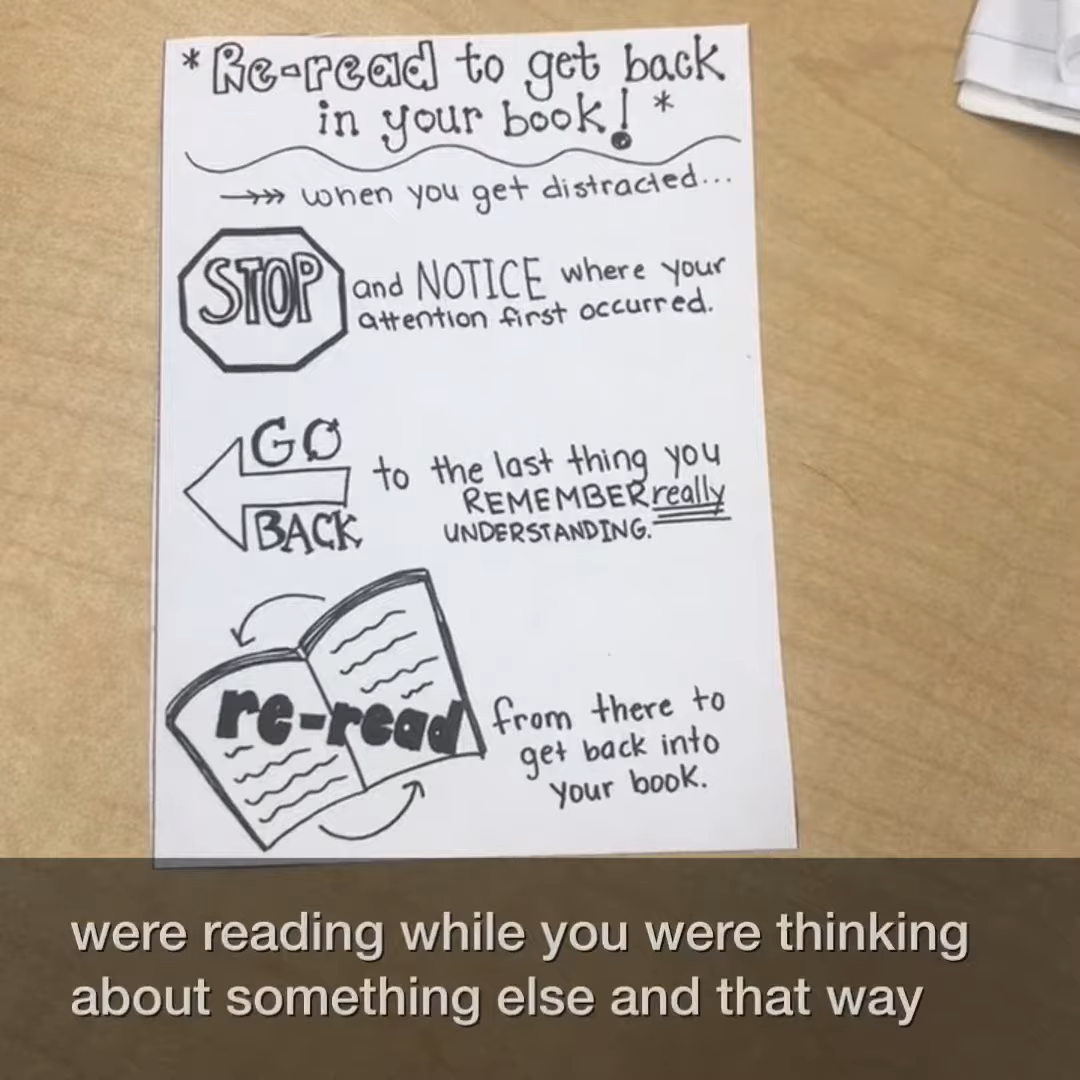 *Re-read to get back
in your book! *
when you get distracted...
STOP and NOTICE where your
attention first occurred.
GO
BACK
to the last thing you
REMEMBER really
UNDERSTANDING.
re-read
from there to
get back into
your book.
were reading while you were thinking
about something else and that way